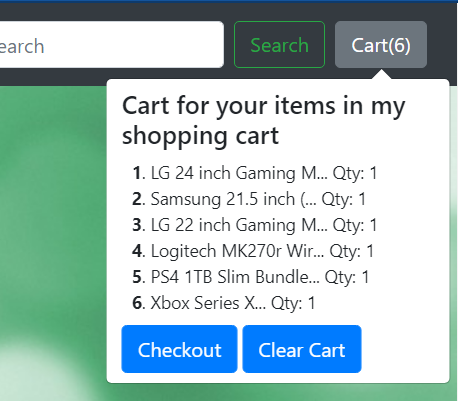 earch Search Cart(6)
Cart for your items in my
shopping cart
1. LG 24 inch Gaming M... Qty: 1
2. Samsung 21.5 inch (... Qty: 1
3. LG 22 inch Gaming M... Qty: 1
4. Logitech MK270r Wir... Qty: 1
5. PS4 1TB Slim Bundle... Qty: 1
6. Xbox Series X... Qty: 1
Checkout Clear Cart